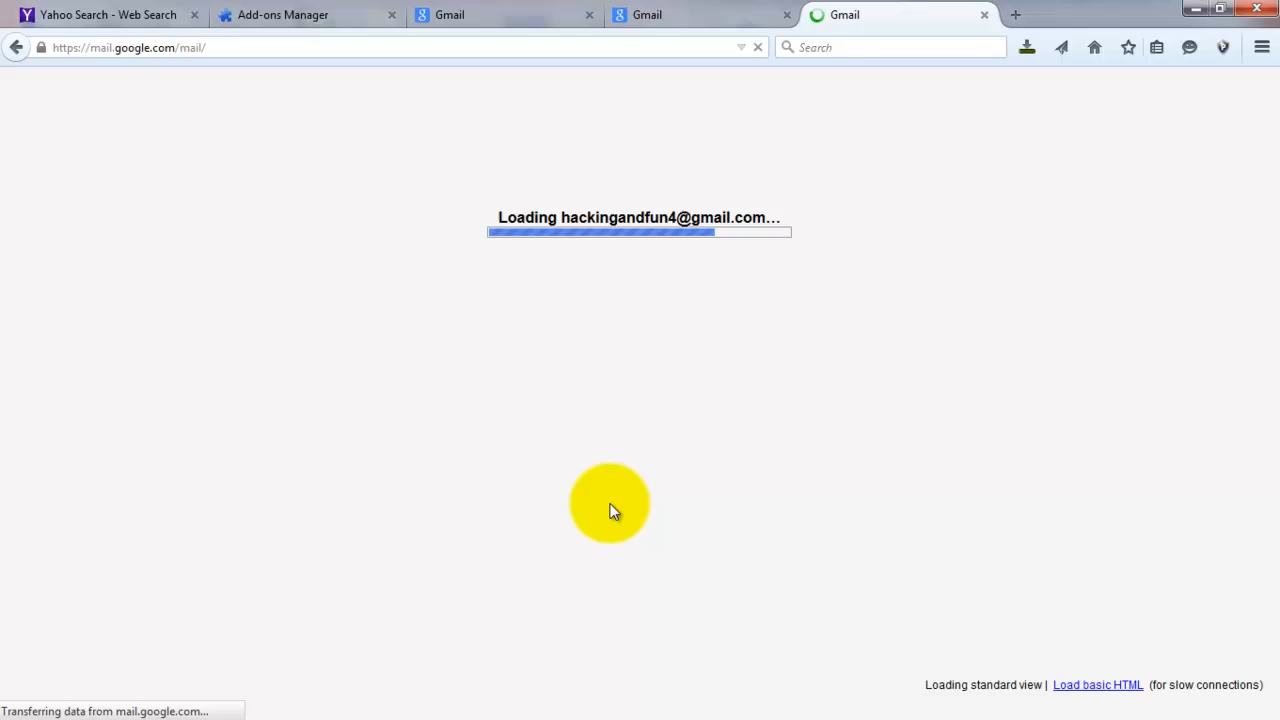 Yahoo Search - Web Search
Add-ons Manager
Gmail
Gmail
Gmail
https://mail.google.com/mail/
Search
Loading hackingandfun4@gmail.com…
Loading standard view | Load basic HTML (for slow connections)
Transferring data from mail.google.com...